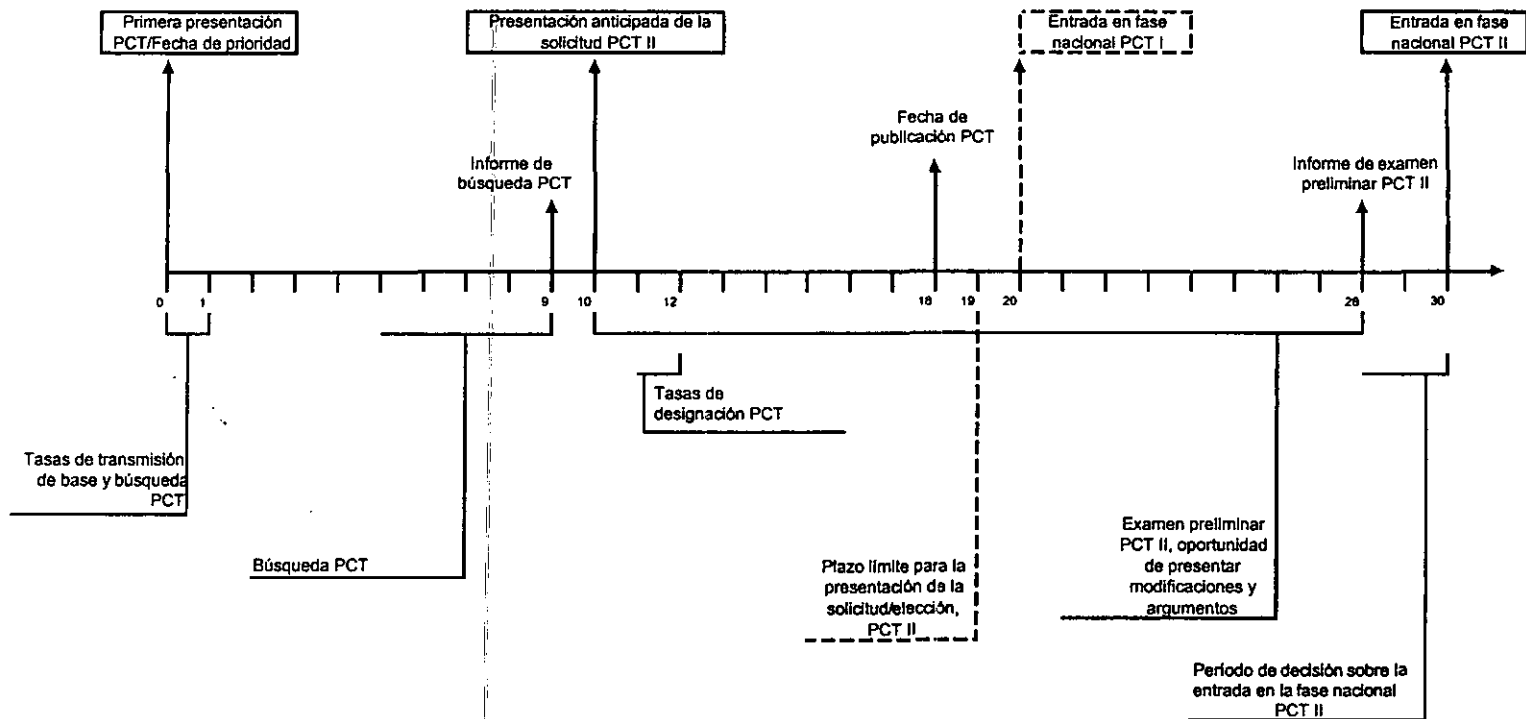 Primera presentación
PCT/Fecha de prioridad
Presentación anticipada de la
solicitud PCT II
Entrada en fase
nacional PCT I
Entrada en fase
nacional PCT II
Fecha de
publicación PCT
Informe de
búsqueda PCT
Informe de examen
preliminar PCT II
0 1 9 10 12 18 19 20 28 30
Tasas de
designación PCT
Tasas de transmisión
de base y búsqueda
PCT
Búsqueda PCT
Plazo límite para la
presentación de la
solicitud/elección,
PCT II
Examen preliminar
PCT II, oportunidad
de presentar
modificaciones y
argumentos
Período de decisión sobre la
entrada en la fase nacional
PCT II